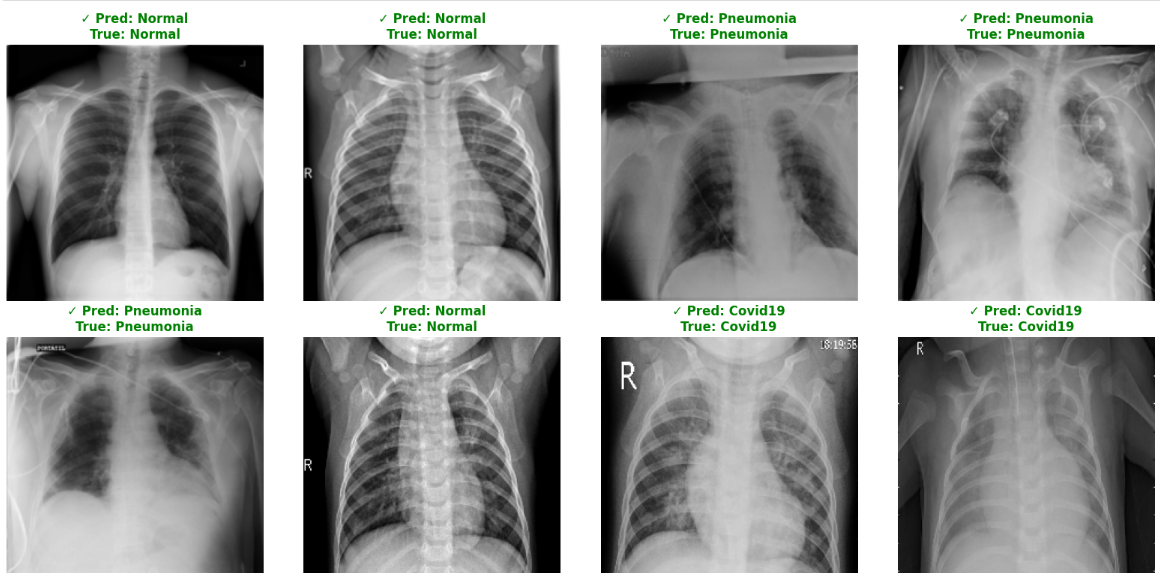 ✓ Pred: Normal
True: Normal
✓ Pred: Normal
True: Normal
✓ Pred: Pneumonia
True: Pneumonia
✓ Pred: Pneumonia
True: Pneumonia
R
✓ Pred: Pneumonia
True: Pneumonia
✓ Pred: Normal
True: Normal
✓ Pred: Covid19
True: Covid19
✓ Pred: Covid19
True: Covid19
PORTATIL
R
R
18:19:55
R